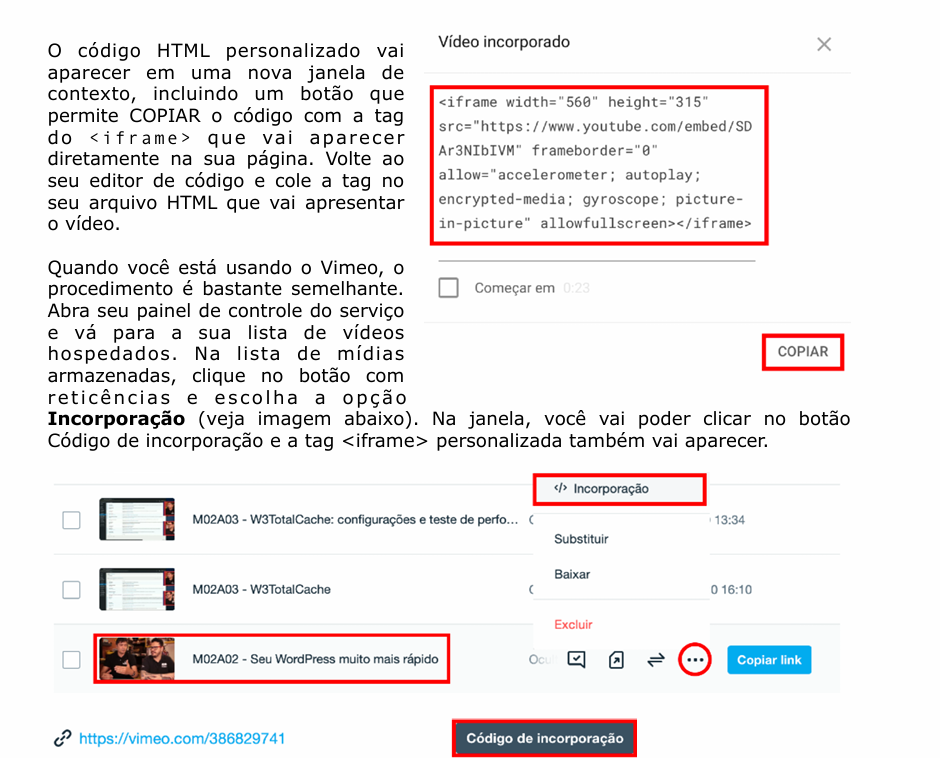 O código HTML personalizado vai
aparecer em uma nova janela de
contexto, incluindo um botão que
permite COPIAR o código com a tag
do <iframe> que vai aparecer
diretamente na sua página. Volte ao
seu editor de código e cole a tag no
seu arquivo HTML que vai apresentar
o vídeo.
Quando você está usando o Vimeo, o
procedimento é bastante semelhante.
Abra seu painel de controle do serviço
e vá para a sua lista de vídeos
hospedados. Na lista de mídias
armazenadas, clique no botão com
reticências e escolha a opção
Incorporação (veja imagem abaixo). Na janela, você vai poder clicar no botão
Código de incorporação e a tag <iframe> personalizada também vai aparecer.
Vídeo incorporado
<iframe width="560" height="315"
src="https://www.youtube.com/embed/SD
Ar3NIbIVM" frameborder="0"
allow="accelerometer; autoplay;
encrypted-media; gyroscope; picture-
in-picture" allowfullscreen></iframe>
Começar em 0:23
COPIAR
</> Incorporação
M02A03 - W3TotalCache: configurações e teste de perfo... 13:34
Substituir
Baixar
M02A03 - W3TotalCache 16:10
Excluir
M02A02 - Seu WordPress muito mais rápido Copiar link
https://vimeo.com/386829741 Código de incorporação